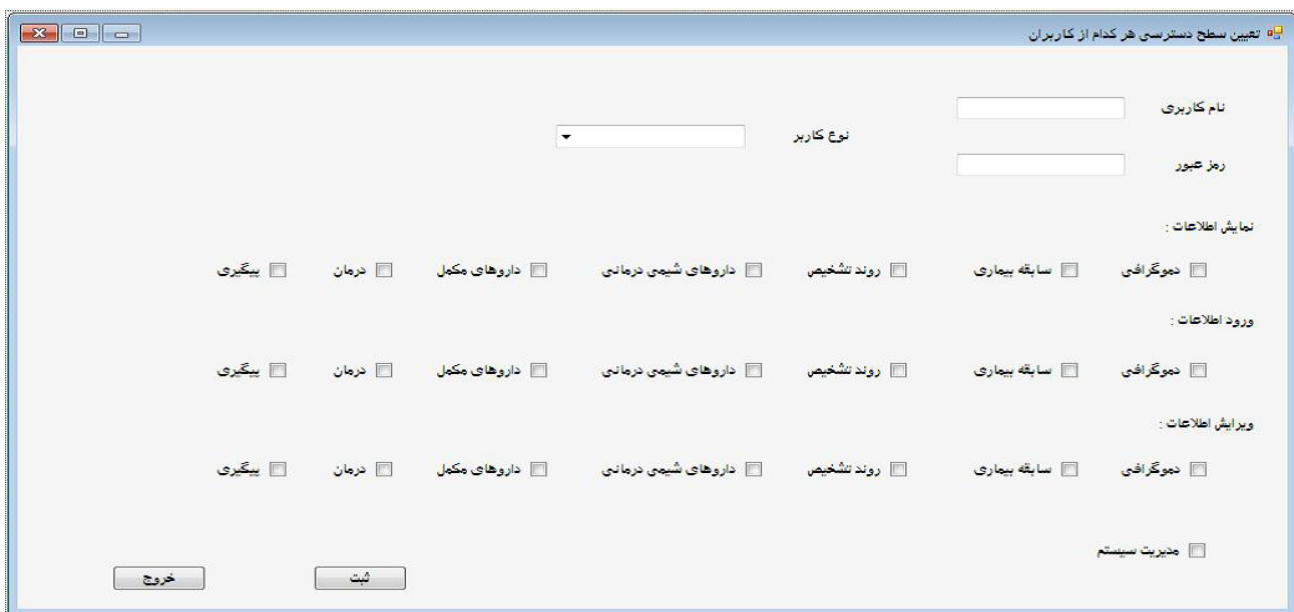 تعیین سطح دسترسی هر کدام از کاربران
نام کاربری
نوع کاربر
رمز عبور
نمایش اطلاعات :
دموگرافی سابقه بیماری روند تشخیص داروهای شیمی درمانی داروهای مکمل درمان پیگیری
ورود اطلاعات :
دموگرافی سابقه بیماری روند تشخیص داروهای شیمی درمانی داروهای مکمل درمان پیگیری
ویرایش اطلاعات :
دموگرافی سابقه بیماری روند تشخیص داروهای شیمی درمانی داروهای مکمل درمان پیگیری
مدیریت سیستم
ثبت خروج